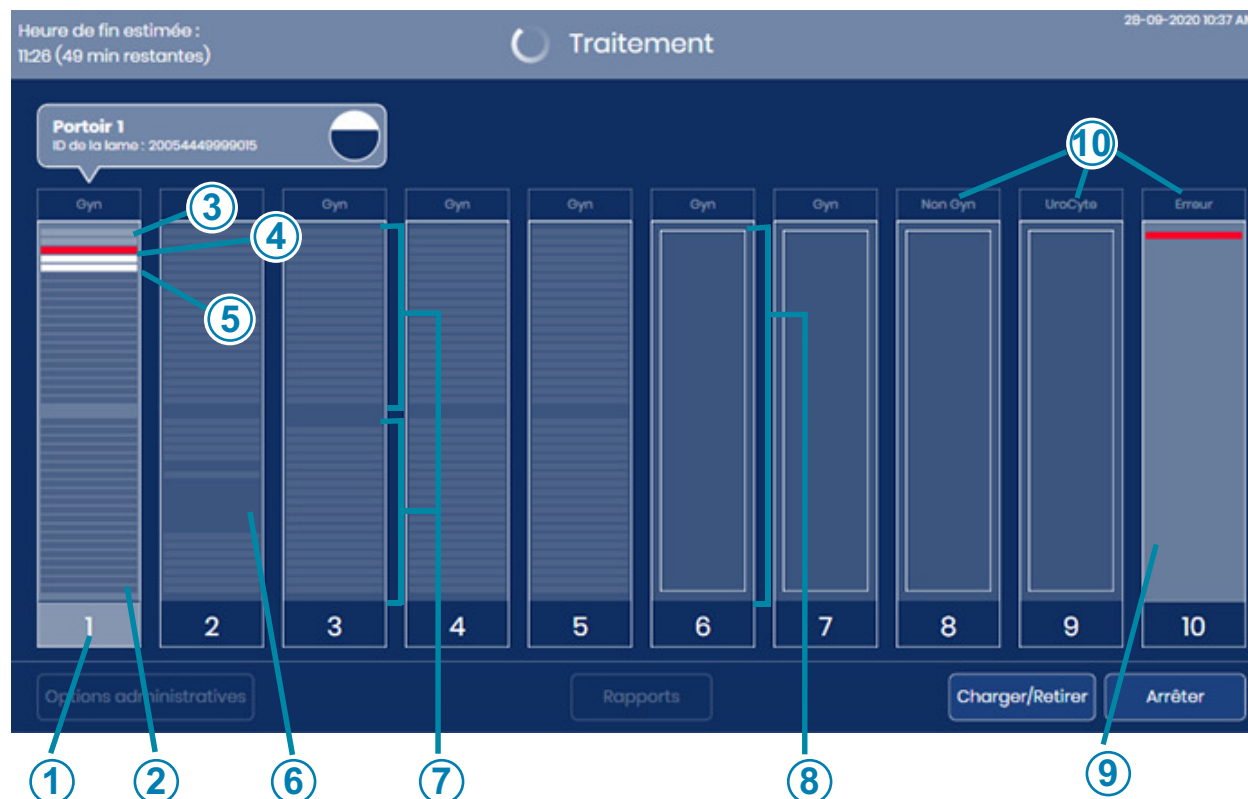 Heure de fin estimée :
11:26 (49 min restantes)
Traitement
28-09-2020 10:37 AM
Portoir 1
ID de la lame : 20054449999015
10
Gyn
Gyn
Gyn
Gyn
Gyn
Gyn
Non Gyn
UroCyte
Erreur
3
4
5
1
2
3
4
5
6
7
8
9
10
Options administratives
Rapports
Charger/Retirer
Arrêter
1
2
6
7
8
9